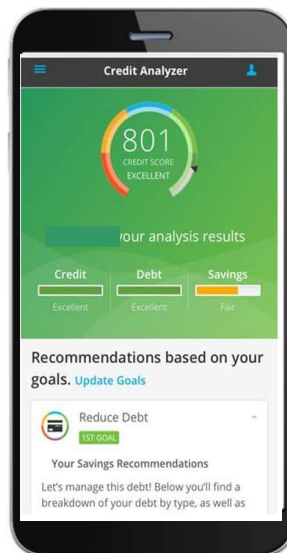 Credit Analyzer
801
CREDIT SCORE
EXCELLENT
your analysis results
Credit Debt Savings
Excellent Excellent Fair
Recommendations based on your
goals. Update Goals
Reduce Debt
1ST GOAL
Your Savings Recommendations
Let's manage this debt! Below you'll find a
breakdown of your debt by type, as well as